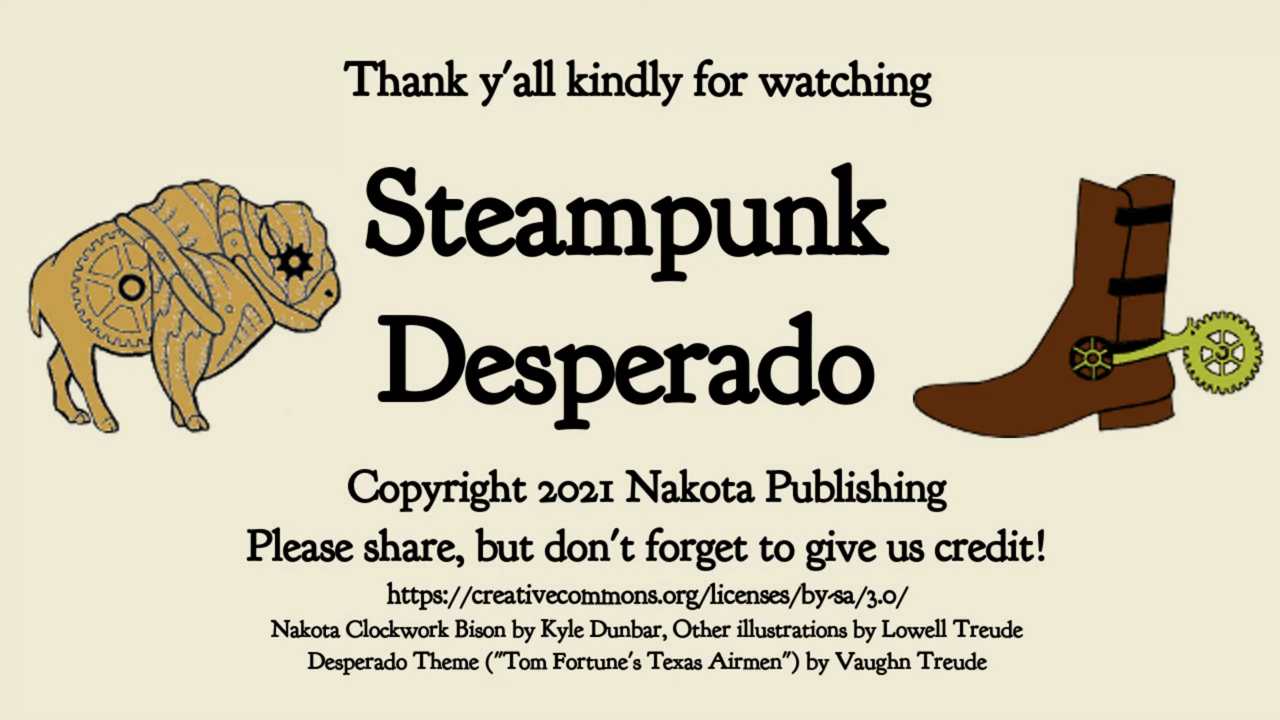 Thank y'all kindly for watching
Steampunk
Desperado
Copyright 2021 Nakota Publishing
Please share, but don't forget to give us credit!
https://creativecommons.org/licenses/by-sa/3.0/
Nakota Clockwork Bison by Kyle Dunbar, Other illustrations by Lowell Treude
Desperado Theme ("Tom Fortune's Texas Airmen") by Vaughn Treude